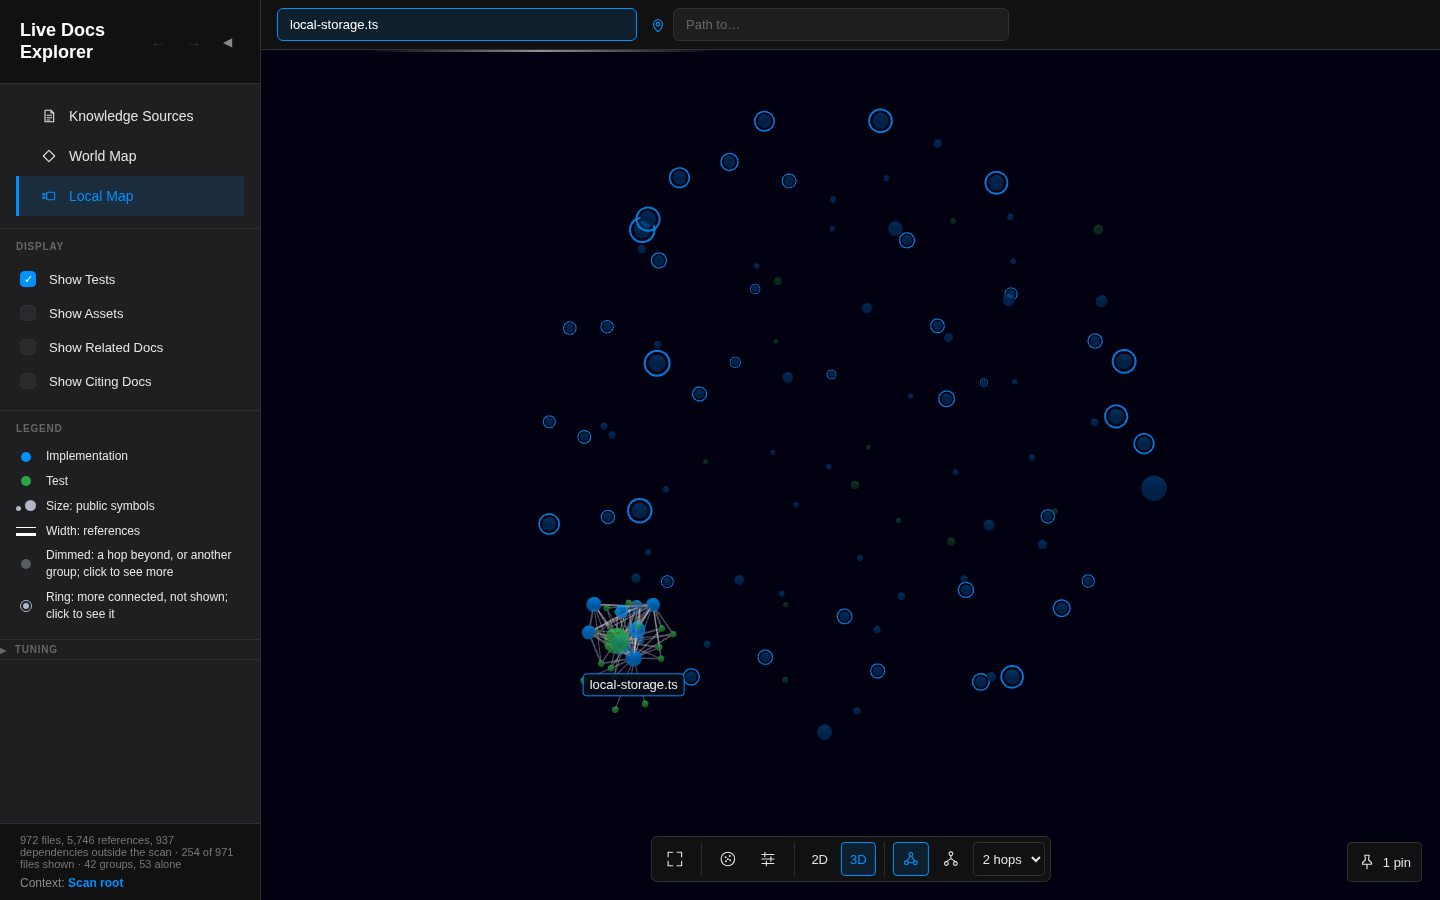 Live Docs
Explorer
local-storage.ts
Path to…
Knowledge Sources
World Map
Local Map
DISPLAY
Show Tests
Show Assets
Show Related Docs
Show Citing Docs
LEGEND
Implementation
Test
Size: public symbols
Width: references
Dimmed: a hop beyond, or another
group; click to see more
Ring: more connected, not shown;
click to see it
TUNING
local-storage.ts
972 files, 5,746 references, 937
dependencies outside the scan · 254 of 971
files shown · 42 groups, 53 alone
Context: Scan root
2D
3D
2 hops
1 pin